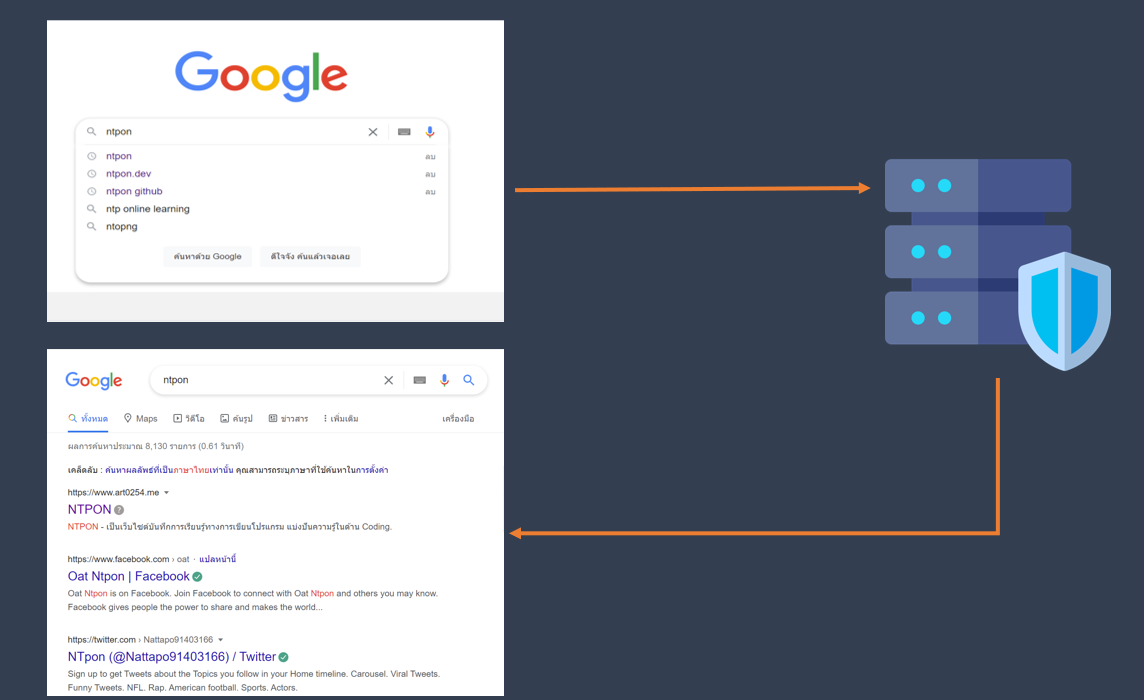 Google
ntpon
ntpon ลบ
ntpon.dev ลบ
ntpon github ลบ
ntp online learning
ntopng
ค้นหาด้วย Google ดีใจจัง ค้นแล้วเจอเลย
Google ntpon
ทั้งหมด Maps วิดีโอ ค้นรูป ข่าวสาร เพิ่มเติม เครื่องมือ
ผลการค้นหาประมาณ 8,130 รายการ (0.61 วินาที)
เคล็ดลับ : ค้นหาผลลัพธ์ที่เป็นภาษาไทยเท่านั้น คุณสามารถระบุภาษาที่ใช้ค้นหาในการตั้งค่า
https://www.art0254.me
NTPON
NTPON - เป็นเว็บไซต์บันทึกการเรียนรู้ทางการเขียนโปรแกรม แบ่งปันความรู้ในด้าน Coding.
https://www.facebook.com › oat · แปลหน้านี้
Oat Ntpon | Facebook
Oat Ntpon is on Facebook. Join Facebook to connect with Oat Ntpon and others you may know.
Facebook gives people the power to share and makes the world...
https://twitter.com › Nattapo91403166
NTpon (@Nattapo91403166) / Twitter
Sign up to get Tweets about the Topics you follow in your Home timeline. Carousel. Viral Tweets.
Funny Tweets. NFL. Rap. American football. Sports. Actors.